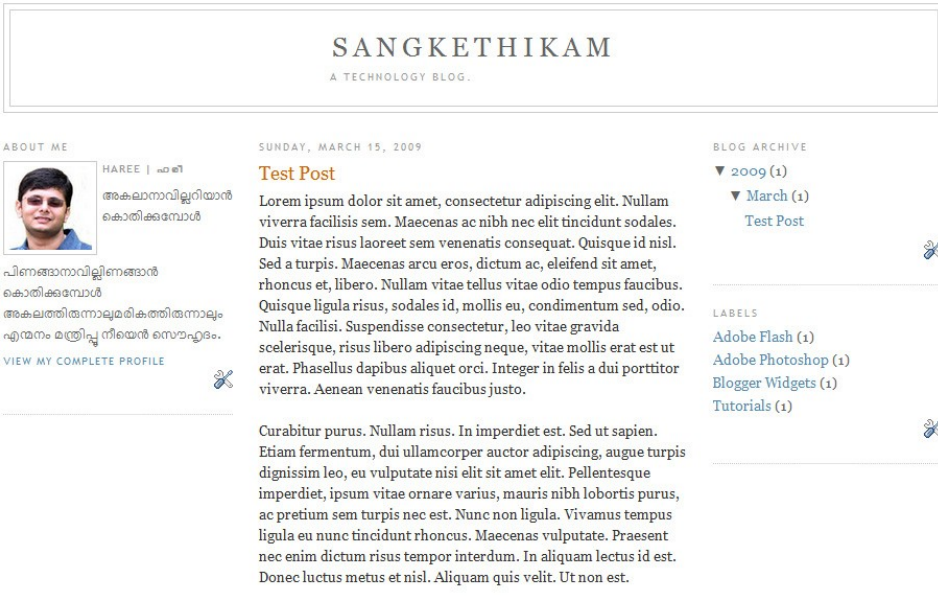 SANGKETHIKAM
A TECHNOLOGY BLOG.
ABOUT ME
HAREE | ഹരീ
അകലാനാവില്ലറിയാൻ
കൊതിക്കുമ്പോൾ
പിണങ്ങാനാവില്ലിണങ്ങാൻ
കൊതിക്കുമ്പോൾ
അകലത്തിരുന്നാലുമരികത്തിരുന്നാലും
എന്മനം മന്ത്രിപ്പൂ നീയെൻ സൌഹൃദം.
VIEW MY COMPLETE PROFILE
SUNDAY, MARCH 15, 2009
Test Post
Lorem ipsum dolor sit amet, consectetur adipiscing elit. Nullam
viverra facilisis sem. Maecenas ac nibh nec elit tincidunt sodales.
Duis vitae risus laoreet sem venenatis consequat. Quisque id nisl.
Sed a turpis. Maecenas arcu eros, dictum ac, eleifend sit amet,
rhoncus et, libero. Nullam vitae tellus vitae odio tempus faucibus.
Quisque ligula risus, sodales id, mollis eu, condimentum sed, odio.
Nulla facilisi. Suspendisse consectetur, leo vitae gravida
scelerisque, risus libero adipiscing neque, vitae mollis erat est ut
erat. Phasellus dapibus aliquet orci. Integer in felis a dui porttitor
viverra. Aenean venenatis faucibus justo.
Curabitur purus. Nullam risus. In imperdiet est. Sed ut sapien.
Etiam fermentum, dui ullamcorper auctor adipiscing, augue turpis
dignissim leo, eu vulputate nisi elit sit amet elit. Pellentesque
imperdiet, ipsum vitae ornare varius, mauris nibh lobortis purus,
ac pretium sem turpis nec est. Nunc non ligula. Vivamus tempus
ligula eu nunc tincidunt rhoncus. Maecenas vulputate. Praesent
nec enim dictum risus tempor interdum. In aliquam lectus id est.
Donec luctus metus et nisl. Aliquam quis velit. Ut non est.
BLOG ARCHIVE
▼ 2009 (1)
▼ March (1)
Test Post
LABELS
Adobe Flash (1)
Adobe Photoshop (1)
Blogger Widgets (1)
Tutorials (1)